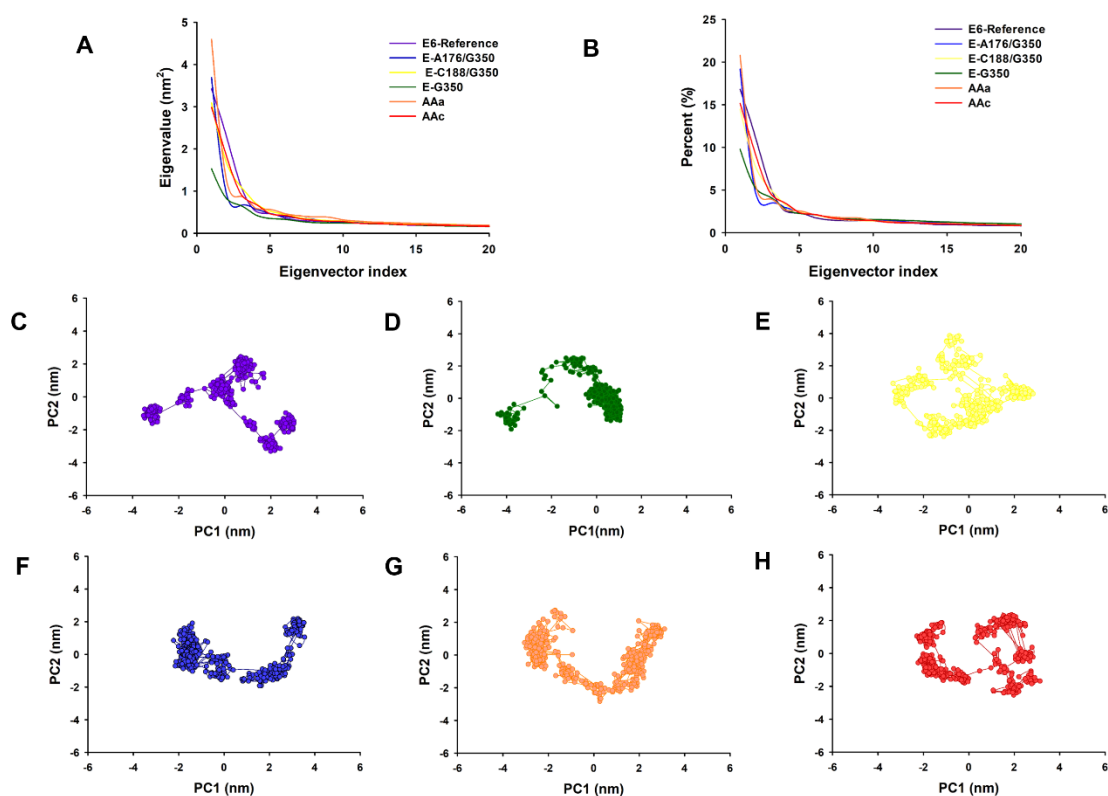 A
Eigenvalue (nm²)
5
4
3
2
1
0
0 5 10 15 20
Eigenvector index
E6-Reference
E-A176/G350
E-C188/G350
E-G350
AAa
AAc
B
Percent (%)
25
20
15
10
5
0
0 5 10 15 20
Eigenvector index
E6-Reference
E-A176/G350
E-C188/G350
E-G350
AAa
AAc
C
PC2 (nm)
6
4
2
0
-2
-4
-6
-6 -4 -2 0 2 4 6
PC1 (nm)
D
PC2 (nm)
6
4
2
0
-2
-4
-6
-6 -4 -2 0 2 4 6
PC1(nm)
E
PC2 (nm)
6
4
2
0
-2
-4
-6
-6 -4 -2 0 2 4 6
PC1 (nm)
F
PC2 (nm)
6
4
2
0
-2
-4
-6
-6 -4 -2 0 2 4 6
PC1 (nm)
G
PC2 (nm)
6
4
2
0
-2
-4
-6
-6 -4 -2 0 2 4 6
PC1 (nm)
H
PC2 (nm)
6
4
2
0
-2
-4
-6
-6 -4 -2 0 2 4 6
PC1 (nm)